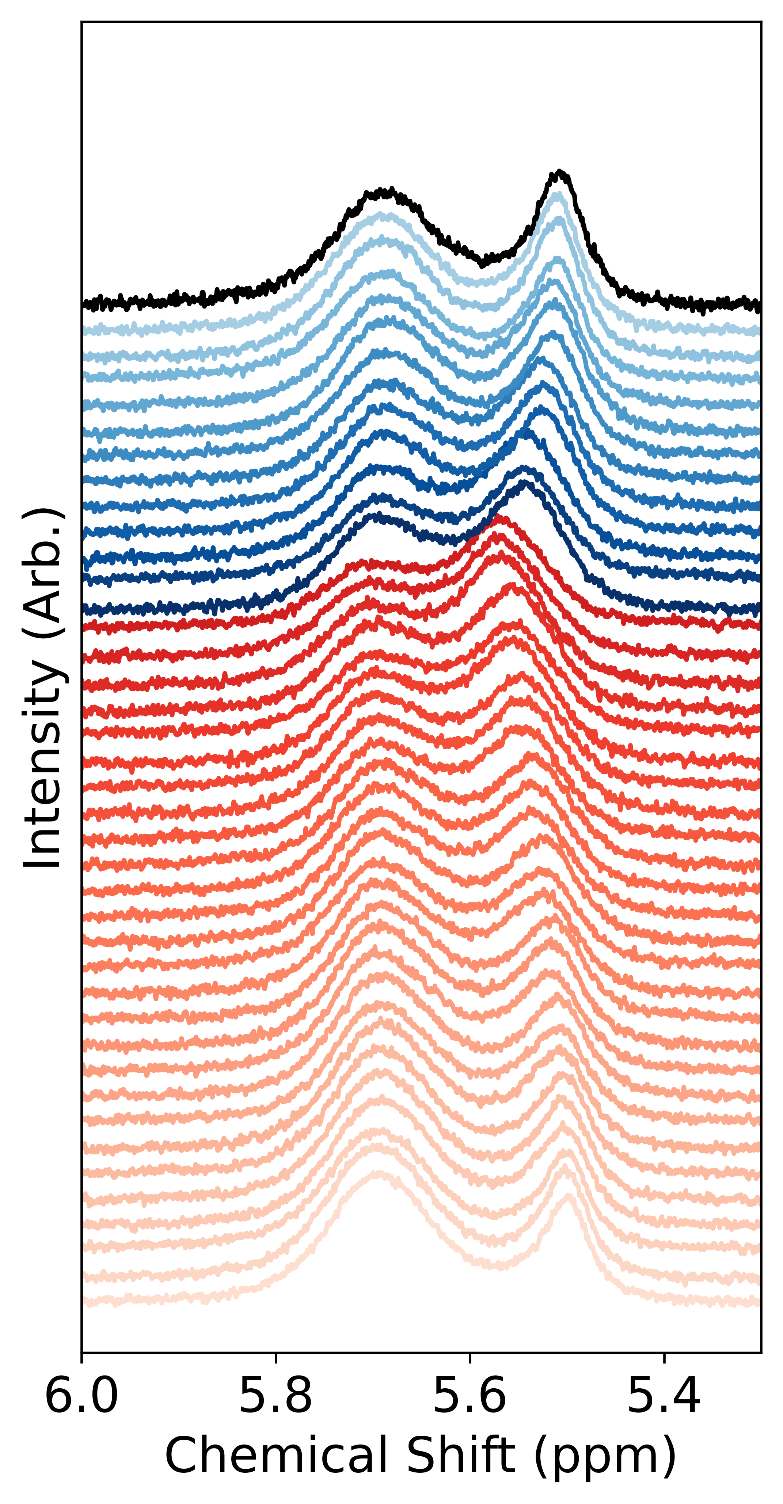 Intensity (Arb.)
6.0 5.8 5.6 5.4
Chemical Shift (ppm)